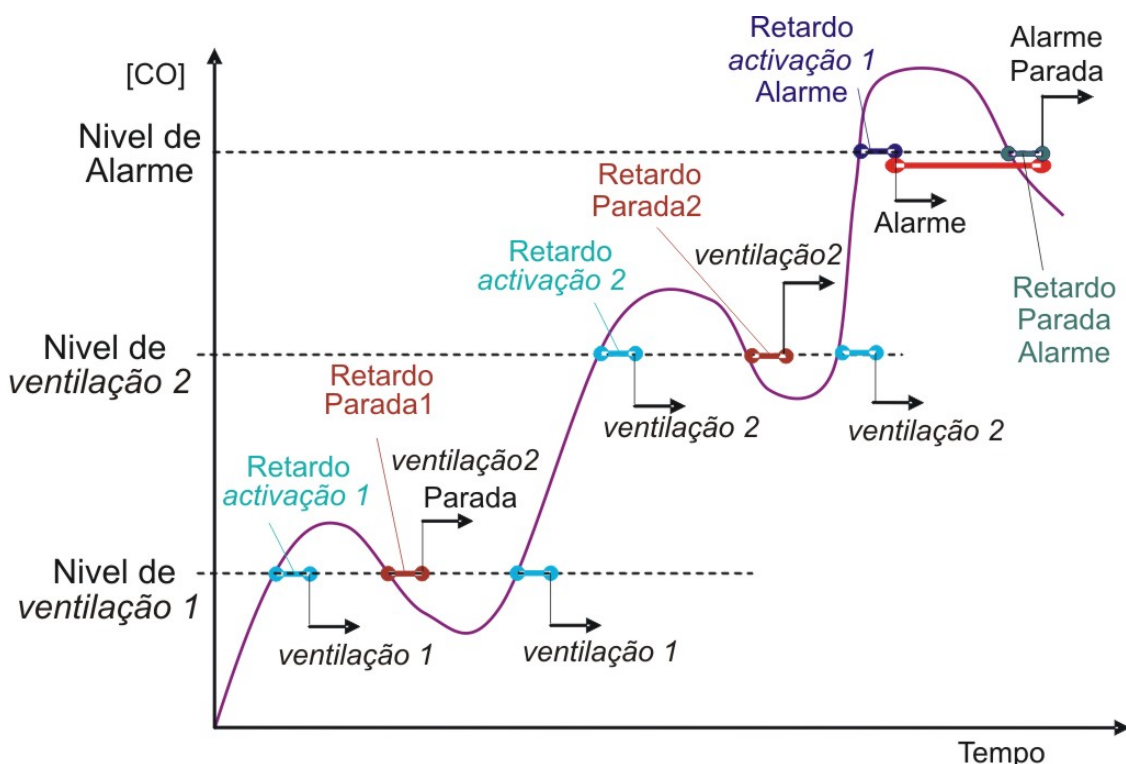 [CO]
Nivel de
Alarme
Retardo
activação 1
Alarme
Alarme
Parada
Retardo
Parada2
Alarme
ventilação2
Retardo
activação 2
Retardo
Parada
Alarme
Nivel de
ventilação 2
Retardo
Parada1
ventilação 2
ventilação 2
ventilação2
Parada
Retardo
activação 1
Nivel de
ventilação 1
ventilação 1
ventilação 1
Tempo